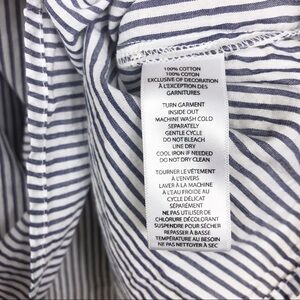 100% COTTON
100% COTON
EXCLUSIVE OF DECORATION
À L'EXCEPTION DES
GARNITURES
TURN GARMENT
INSIDE OUT
MACHINE WASH COLD
SEPARATELY
GENTLE CYCLE
DO NOT BLEACH
LINE DRY
COOL IRON IF NEEDED
DO NOT DRY CLEAN
TOURNER LE VÊTEMENT
À L'ENVERS
LAVER À LA MACHINE
À L'EAU FROIDE AU
CYCLE DÉLICAT
SÉPARÉMENT
NE PAS UTILISER DE
CHLORURE DÉCOLORANT
SUSPENDRE POUR SÉCHER
REPASSER À BASSE
TEMPÉRATURE AU BESOIN
NE PAS NETTOYER À SEC